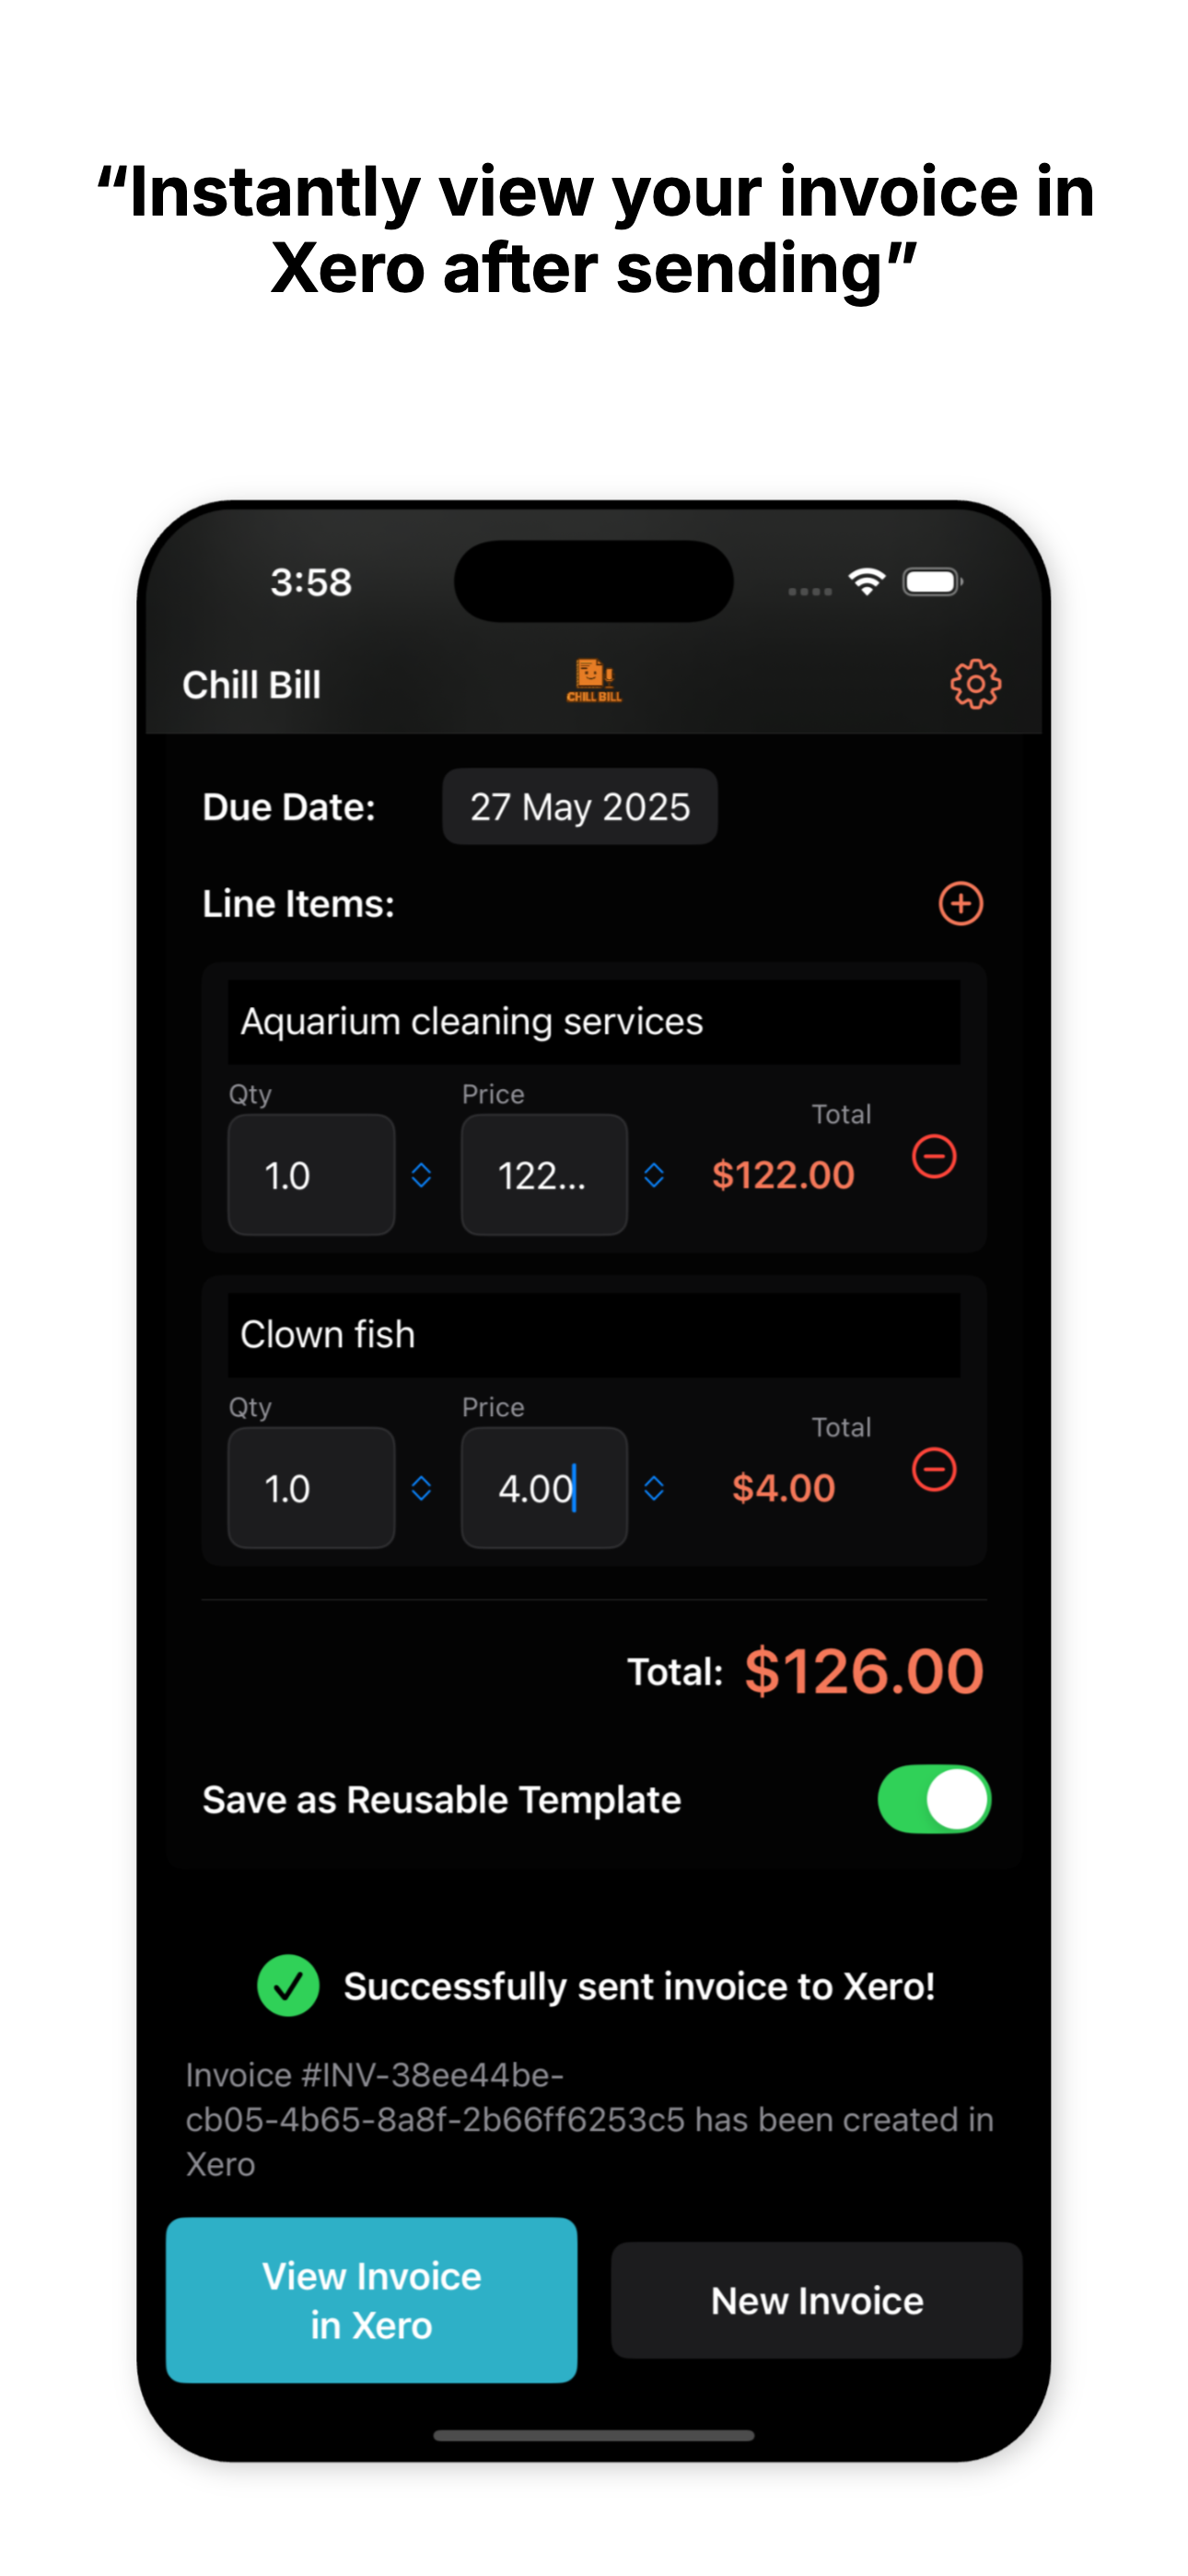 “Instantly view your invoice in
Xero after sending”
3:58
Chill Bill
CHILL BILL
Due Date:
27 May 2025
Line Items:
Aquarium cleaning services
Qty
Price
Total
1.0
122...
$122.00
Clown fish
Qty
Price
Total
1.0
4.00
$4.00
Total: $126.00
Save as Reusable Template
Successfully sent invoice to Xero!
Invoice #INV-38ee44be-
cb05-4b65-8a8f-2b66ff6253c5 has been created in
Xero
View Invoice
in Xero
New Invoice